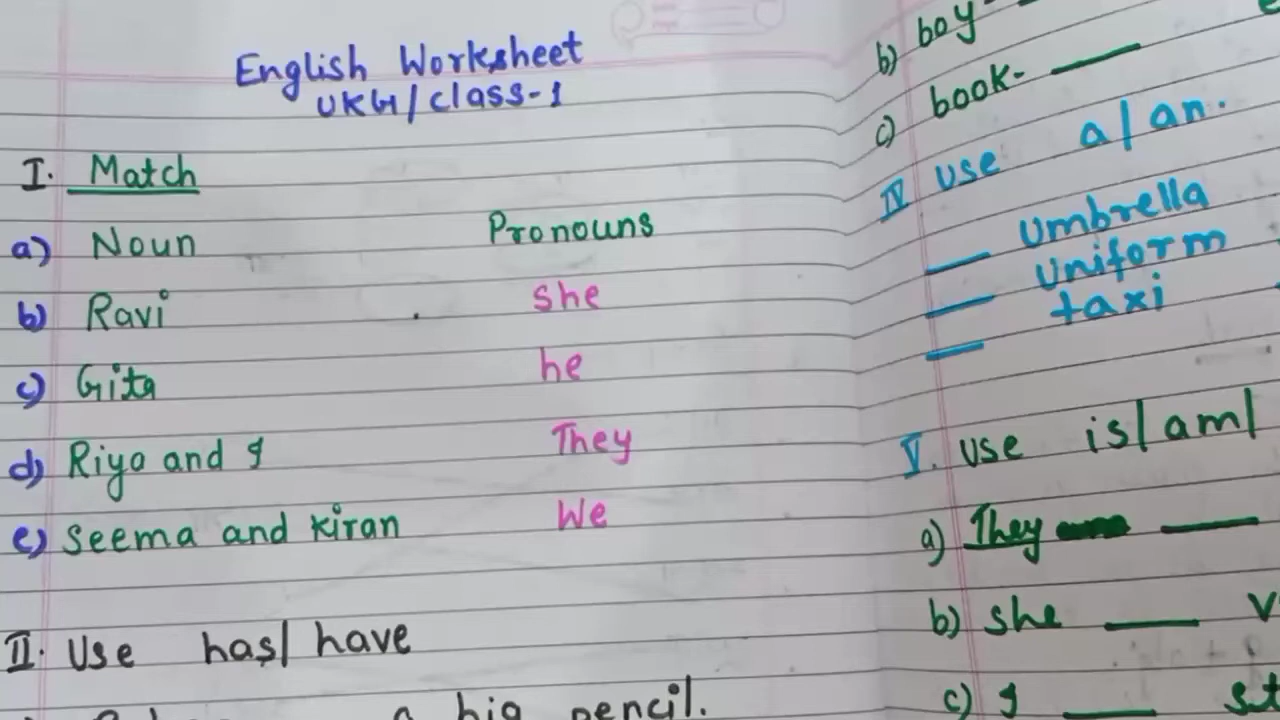 English Worksheet
UKG/class-1
I. Match
a) Noun Pronouns
b) Ravi she
c) Gita he
d) Riya and I They
e) Seema and Kiran We
II. Use has/have
a big pencil.
b) boy-
c) book-
IV Use a/an.
umbrella
uniform
taxi
V. Use is/am/
a) They
b) she
c) I